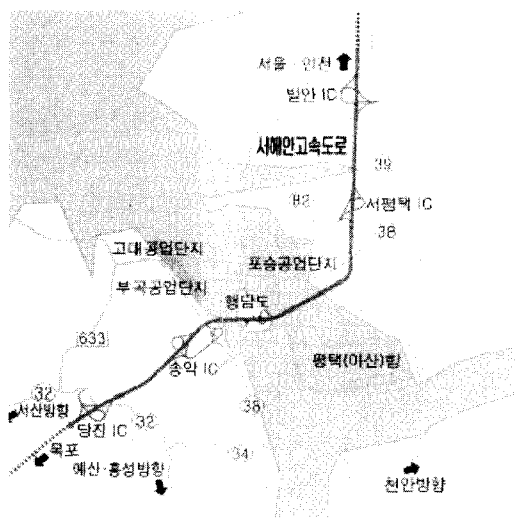 서울·인천
발안 IC
서해안고속도로
39
82
서평택 IC
38
고대공업단지
포승공업단지
부곡공업단지
행담도
633
평택(아산)항
송악 IC
32
38
서산방향
당진 IC
32
34
목포
예산·홍성방향
천안방향